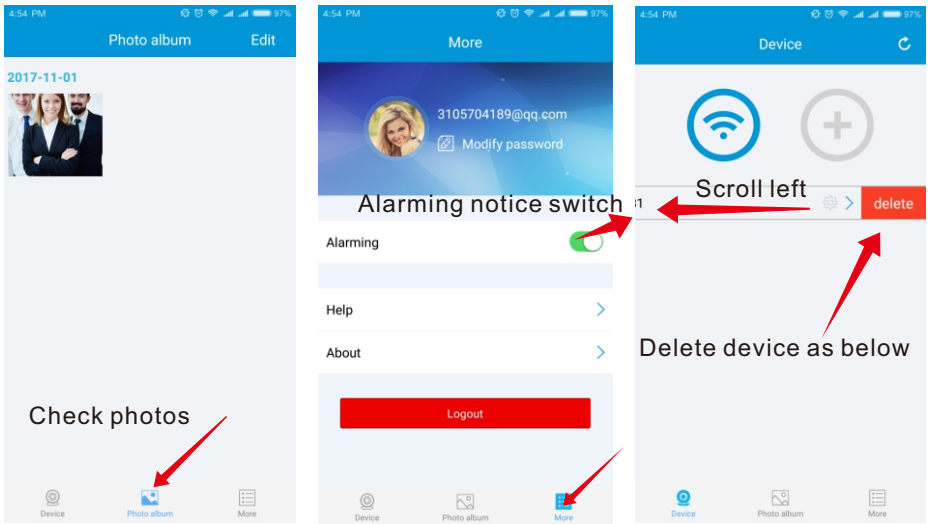 4:54 PM
97%
Photo album
Edit
2017-11-01
Check photos
Device
Photo album
More
4:54 PM
97%
More
3105704189@qq.com
Modify password
Alarming notice switch
Alarming
Help
About
Logout
Device
Photo album
More
4:54 PM
97%
Device
Scroll left
31
delete
Delete device as below
Device
Photo album
More